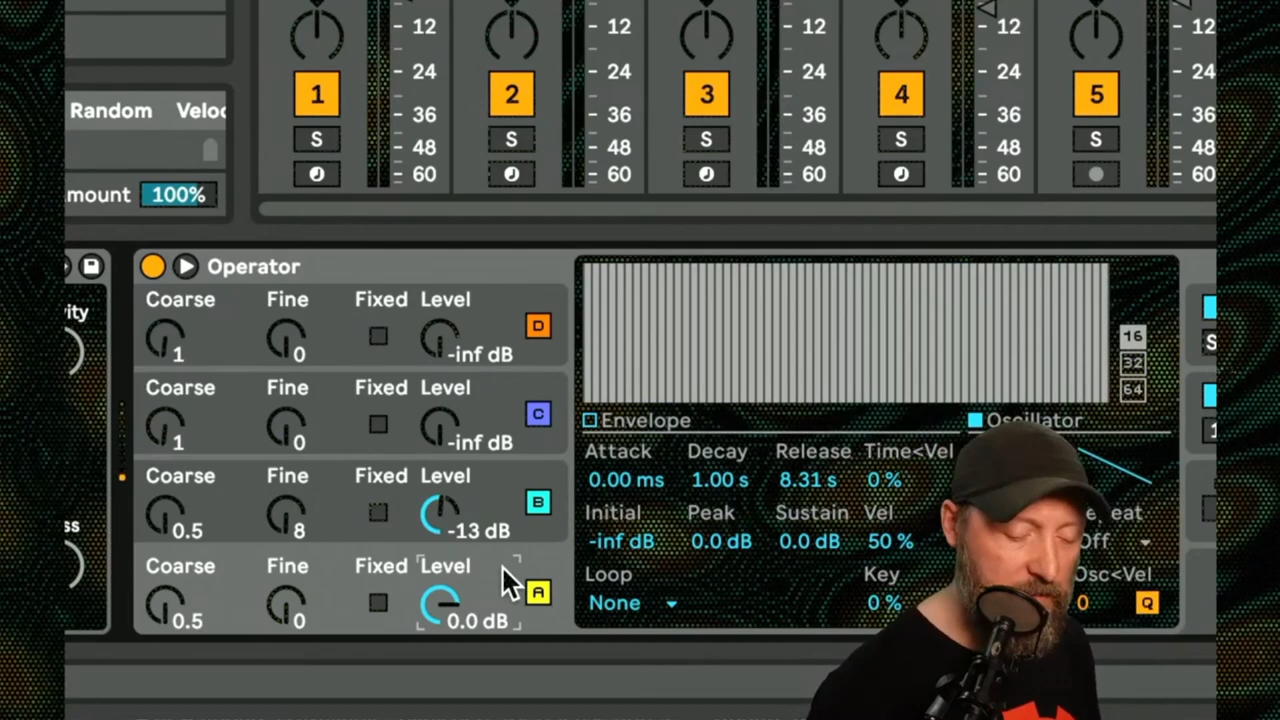 12 12 12 12 12
24 24 24 24 24
36 36 36 36 36
48 48 48 48 48
60 60 60 60 60
1 2 3 4 5
S S S S S
Random Veloc
mount 100%
Operator
ity
ss
Coarse Fine Fixed Level
1 0 -inf dB D
Coarse Fine Fixed Level
1 0 -inf dB C
Coarse Fine Fixed Level
0.5 8 -13 dB B
Coarse Fine Fixed Level
0.5 0 0.0 dB A
16
32
64
Envelope Oscillator
Attack Decay Release Time<Vel
0.00 ms 1.00 s 8.31 s 0 %
Initial Peak Sustain Vel
-inf dB 0.0 dB 0.0 dB 50 %
Loop Key Osc<Vel
None 0 % 0 Q
S
1